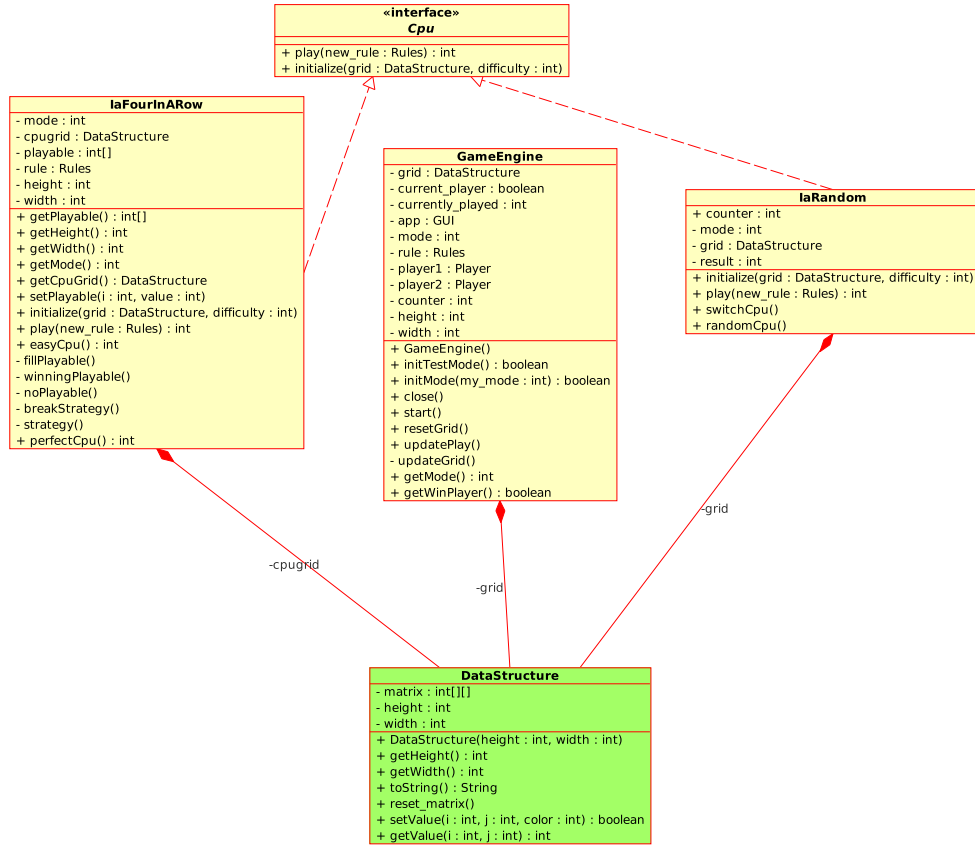 «interface»
Cpu
+ play(new_rule : Rules) : int
+ initialize(grid : DataStructure, difficulty : int)
IaFourInARow
- mode : int
- cpugrid : DataStructure
- playable : int[]
- rule : Rules
- height : int
- width : int
+ getPlayable() : int[]
+ getHeight() : int
+ getWidth() : int
+ getMode() : int
+ getCpuGrid() : DataStructure
+ setPlayable(i : int, value : int)
+ initialize(grid : DataStructure, difficulty : int)
+ play(new_rule : Rules) : int
+ easyCpu() : int
- fillPlayable()
- winningPlayable()
- noPlayable()
- breakStrategy()
- strategy()
+ perfectCpu() : int
GameEngine
- grid : DataStructure
- current_player : boolean
- currently_played : int
- app : GUI
- mode : int
- rule : Rules
- player1 : Player
- player2 : Player
- counter : int
- height : int
- width : int
+ GameEngine()
+ initTestMode() : boolean
+ initMode(my_mode : int) : boolean
+ close()
+ start()
+ resetGrid()
+ updatePlay()
- updateGrid()
+ getMode() : int
+ getWinPlayer() : boolean
IaRandom
+ counter : int
- mode : int
- grid : DataStructure
- result : int
+ initialize(grid : DataStructure, difficulty : int)
+ play(new_rule : Rules) : int
+ switchCpu()
+ randomCpu()
-cpugrid
-grid
-grid
DataStructure
- matrix : int[][]
- height : int
- width : int
+ DataStructure(height : int, width : int)
+ getHeight() : int
+ getWidth() : int
+ toString() : String
+ reset_matrix()
+ setValue(i : int, j : int, color : int) : boolean
+ getValue(i : int, j : int) : int